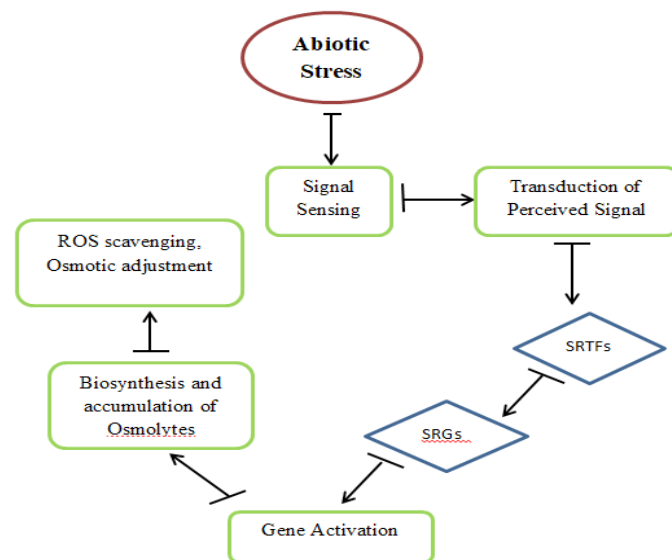 Abiotic
Stress
Signal
Sensing
Transduction of
Perceived Signal
SRTFs
SRGs
Gene Activation
Biosynthesis and
accumulation of
Osmolytes
ROS scavenging,
Osmotic adjustment